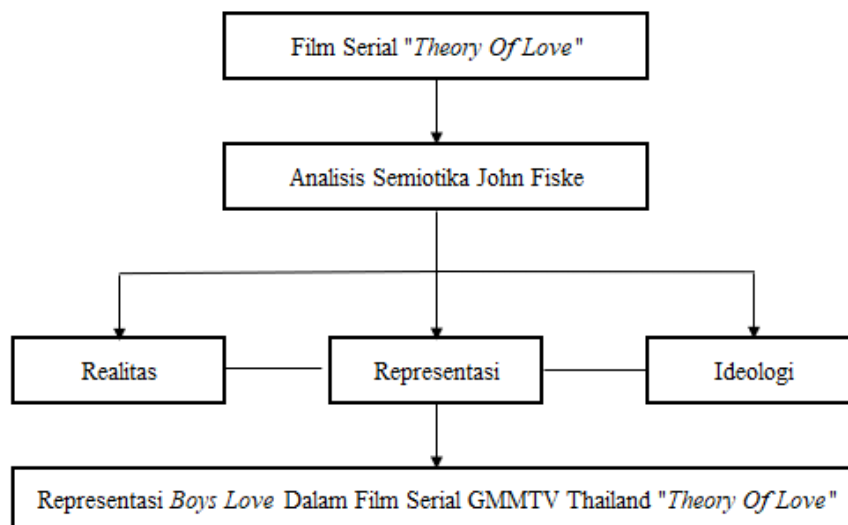 Film Serial "Theory Of Love"
Analisis Semiotika John Fiske
Realitas
Representasi
Ideologi
Representasi Boys Love Dalam Film Serial GMMTV Thailand "Theory Of Love"